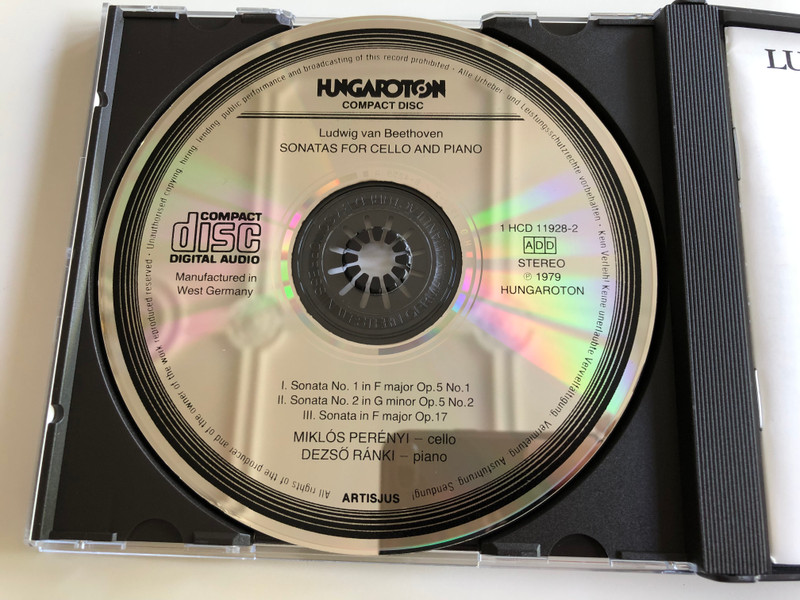 HUNGAROTON
COMPACT DISC
Ludwig van Beethoven
SONATAS FOR CELLO AND PIANO
COMPACT
disc
DIGITAL AUDIO
Manufactured in
West Germany
1 HCD 11928-2
ADD
STEREO
℗ 1979
HUNGAROTON
I. Sonata No. 1 in F major Op. 5 No. 1
II. Sonata No. 2 in G minor Op. 5 No. 2
III. Sonata in F major Op. 17
MIKLÓS PERÉNYI – cello
DEZSŐ RÁNKI – piano
ARTISJUS
All rights of the producer and of the owner of the work reproduced reserved - Unauthorised copying, hiring, lending, public performance and broadcasting of this record prohibited - Alle Urheber- und Leistungsschutzrechte vorbehalten - Kein Verleih! Keine unerlaubte Vervielfältigung, Vermietung, Aufführung, Sendung!
LU